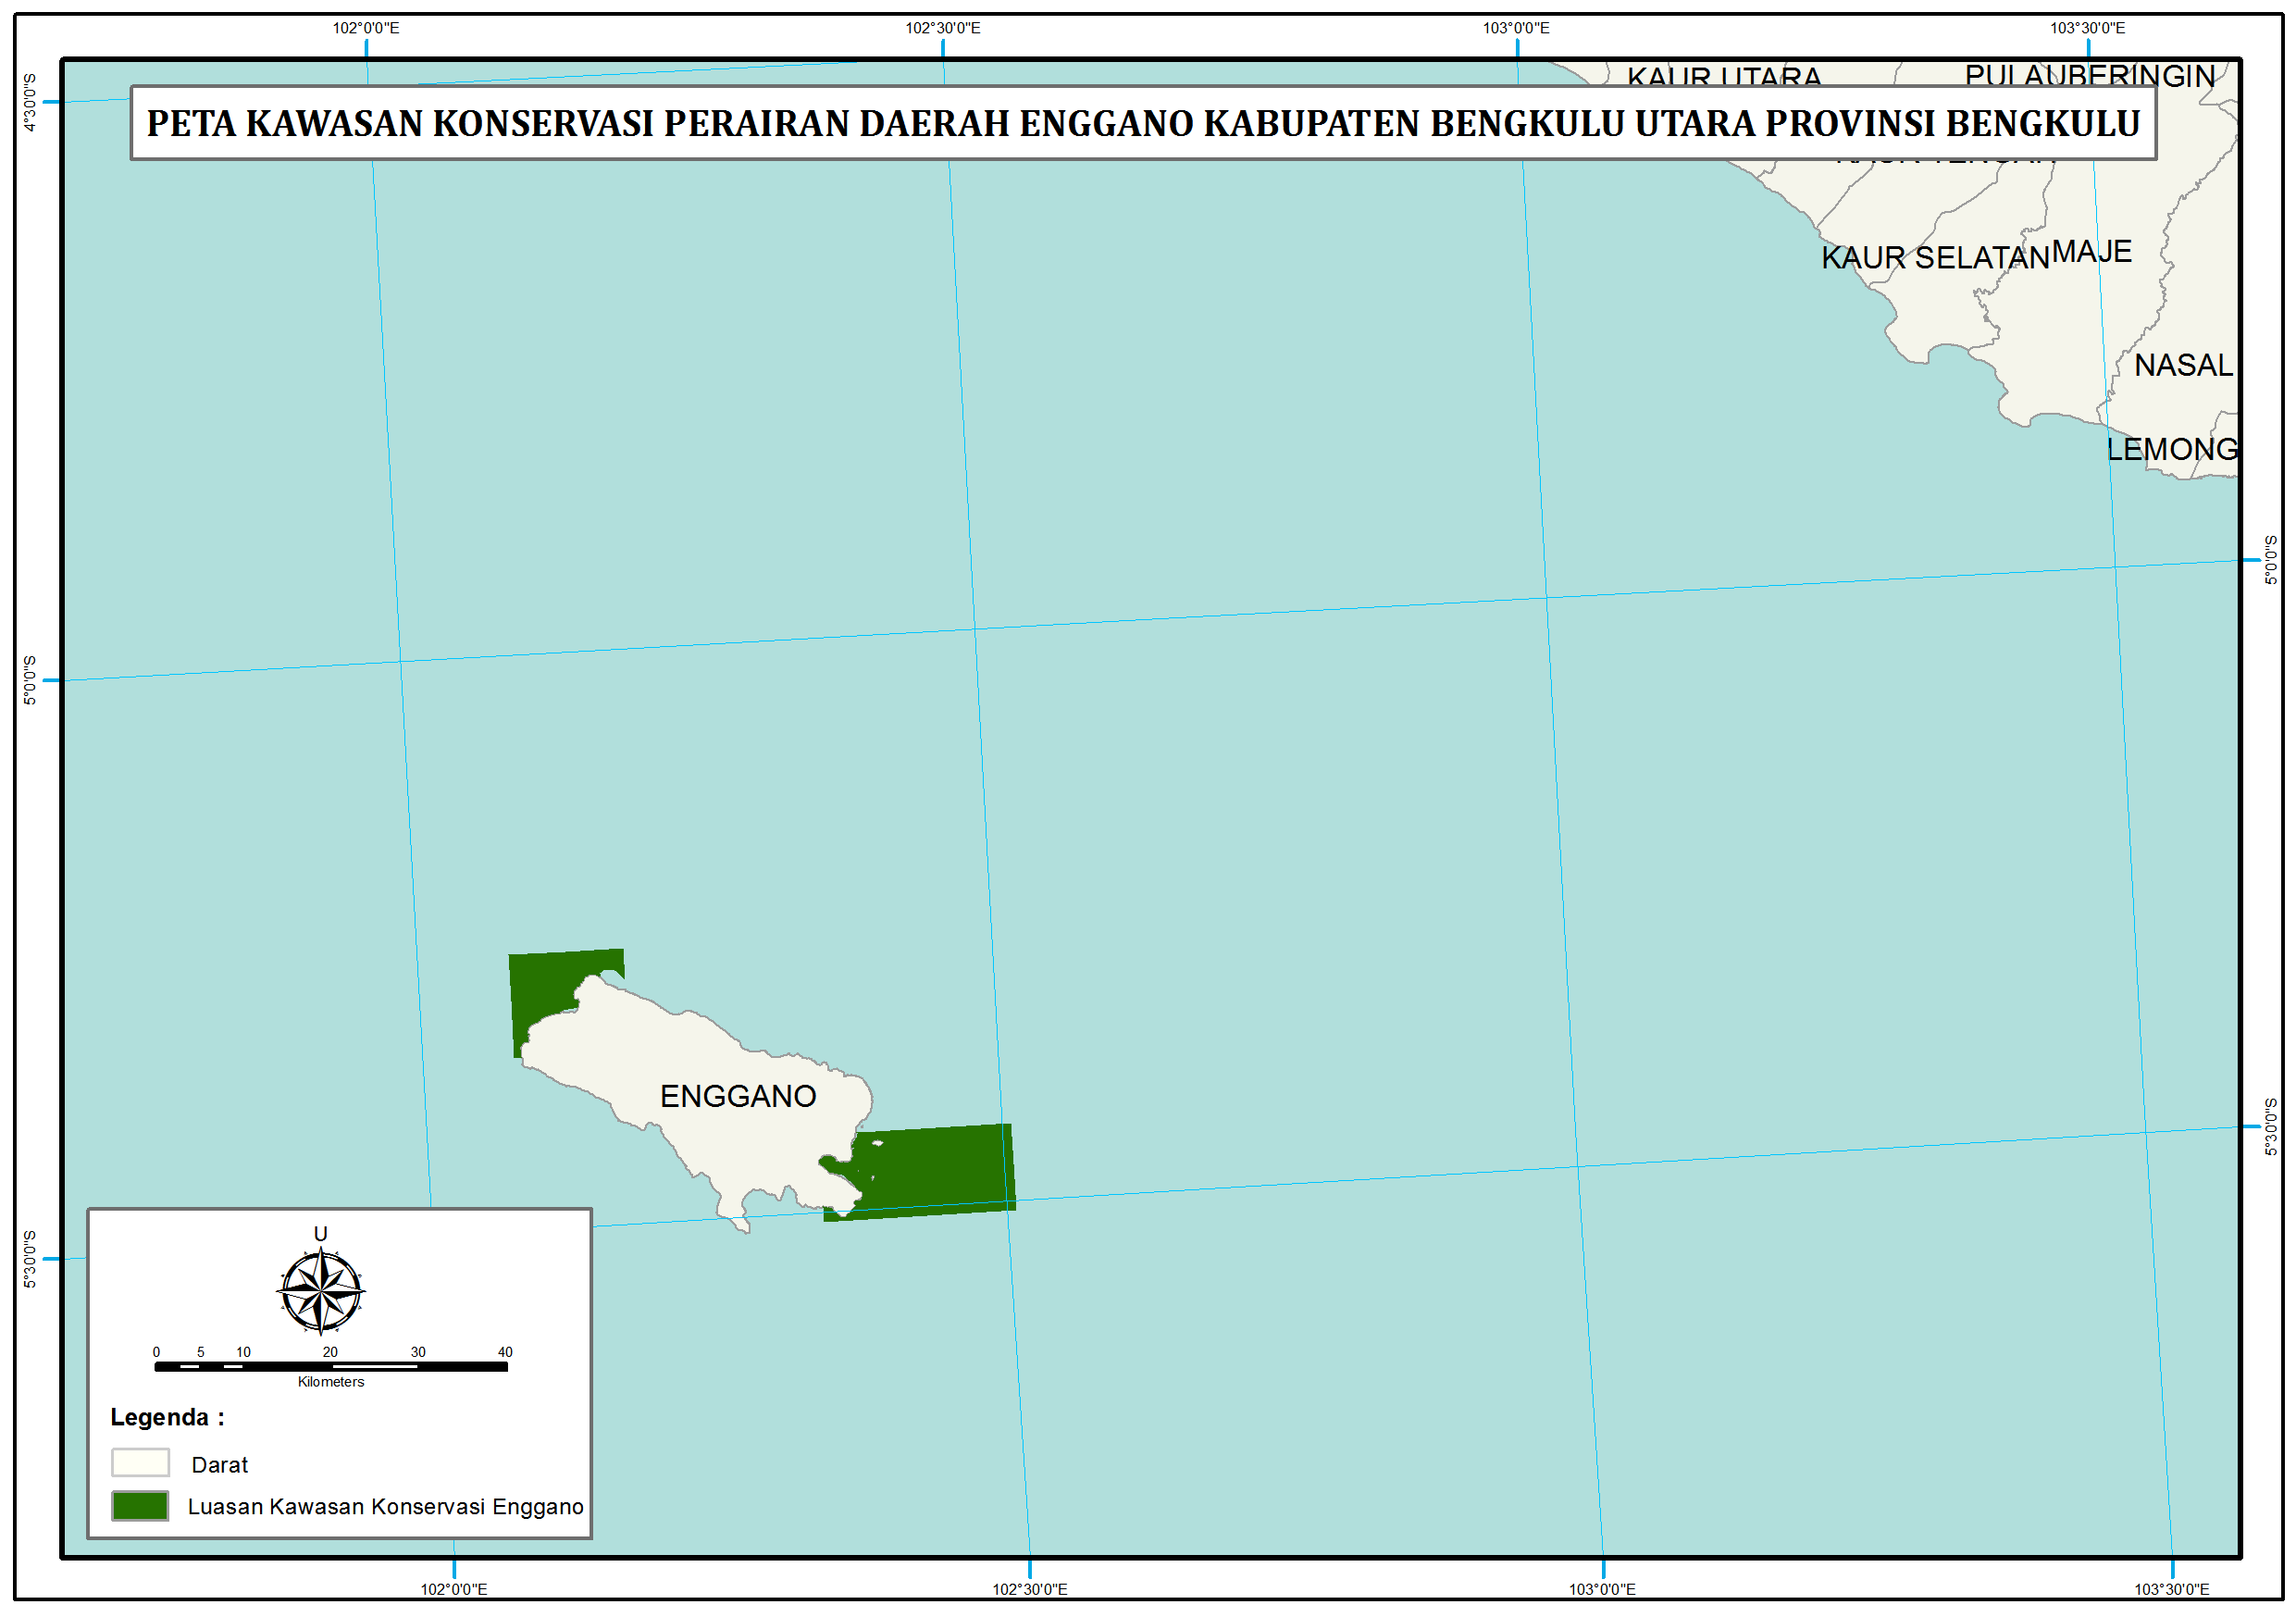 102°0'0"E 102°30'0"E 103°0'0"E 103°30'0"E
4°30'0"S
KAUR UTARA PULAUBERINGIN
PETA KAWASAN KONSERVASI PERAIRAN DAERAH ENGGANO KABUPATEN BENGKULU UTARA PROVINSI BENGKULU
KAUR SELATAN MAJE
NASAL
LEMONG
5°0'0"S
5°0'0"S
ENGGANO
5°30'0"S
5°30'0"S
U
0 5 10 20 30 40
Kilometers
Legenda :
Darat
Luasan Kawasan Konservasi Enggano
102°0'0"E 102°30'0"E 103°0'0"E 103°30'0"E